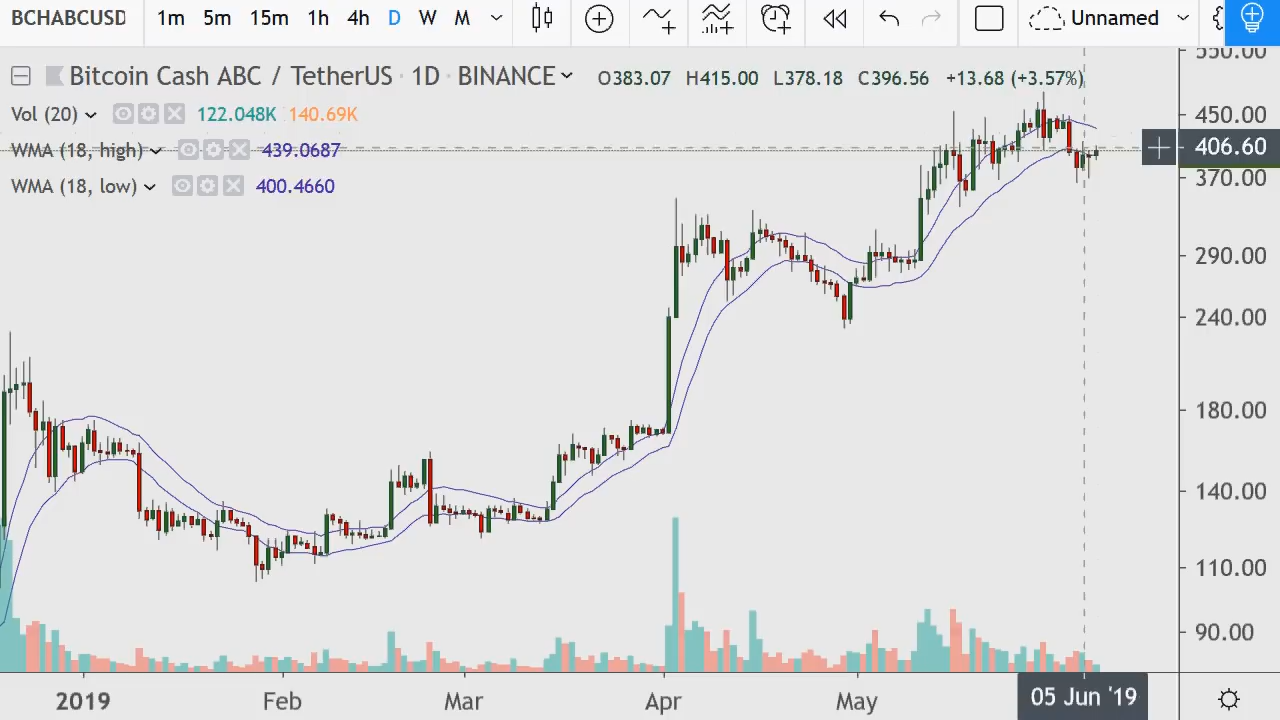 BCHABCUSD 1m 5m 15m 1h 4h D W M Unnamed
Bitcoin Cash ABC / TetherUS · 1D · BINANCE O383.07 H415.00 L378.18 C396.56 +13.68 (+3.57%)
Vol (20) 122.048K 140.69K
WMA (18, high) 439.0687
WMA (18, low) 400.4660
550.00
450.00
406.60
370.00
290.00
240.00
180.00
140.00
110.00
90.00
2019 Feb Mar Apr May 05 Jun '19